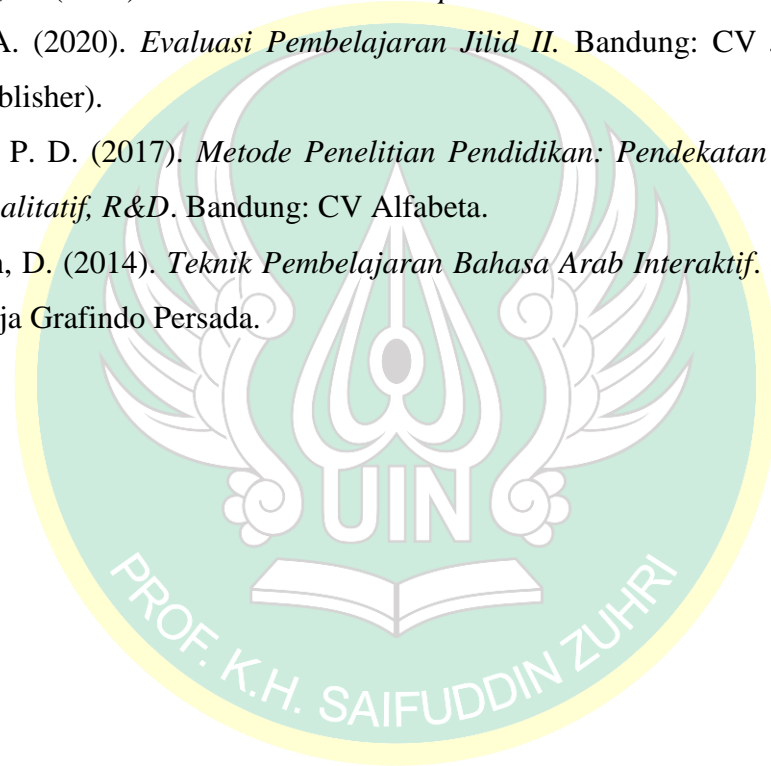 A. (2020). Evaluasi Pembelajaran Jilid II. Bandung: CV
blisher).
P. D. (2017). Metode Penelitian Pendidikan: Pendekatan
alitatif, R&D. Bandung: CV Alfabeta.
n, D. (2014). Teknik Pembelajaran Bahasa Arab Interaktif.
ja Grafindo Persada.
UIN
PROF. K.H. SAIFUDDIN ZUHRI